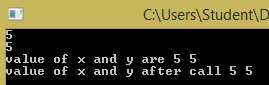 C:\Users\Student\D
5
5
value of x and y are 5 5
value of x and y after call 5 5